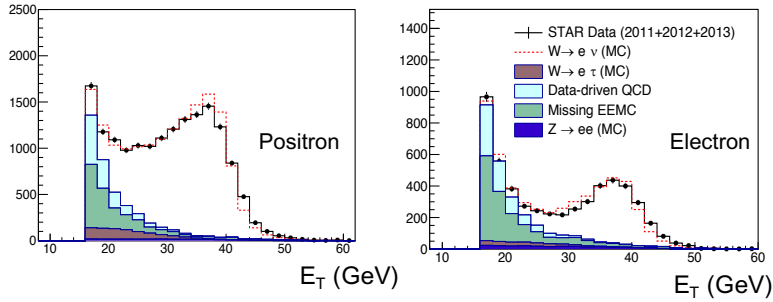 2500
2000
1500
1000
500
0
10 20 30 40 50 60
Positron
E_T (GeV)
1400
1200
1000
800
600
400
200
0
10 20 30 40 50 60
STAR Data (2011+2012+2013)
W→ e ν (MC)
W→ e τ (MC)
Data-driven QCD
Missing EEMC
Z → ee (MC)
Electron
E_T (GeV)